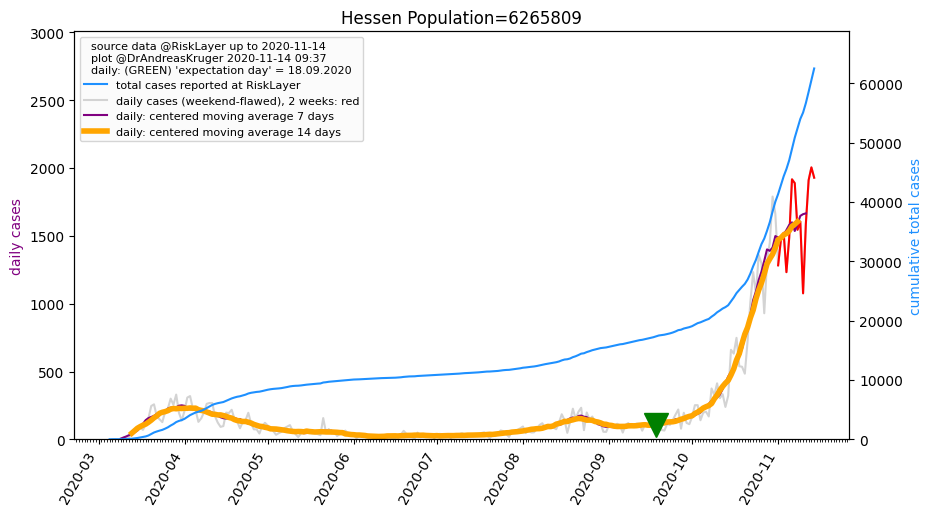 Hessen Population=6265809
source data @RiskLayer up to 2020-11-14
plot @DrAndreasKruger 2020-11-14 09:37
daily: (GREEN) 'expectation day' = 18.09.2020
total cases reported at RiskLayer
daily cases (weekend-flawed), 2 weeks: red
daily: centered moving average 7 days
daily: centered moving average 14 days
daily cases
3000
2500
2000
1500
1000
500
0
cumulative total cases
60000
50000
40000
30000
20000
10000
0
2020-03
2020-04
2020-05
2020-06
2020-07
2020-08
2020-09
2020-10
2020-11